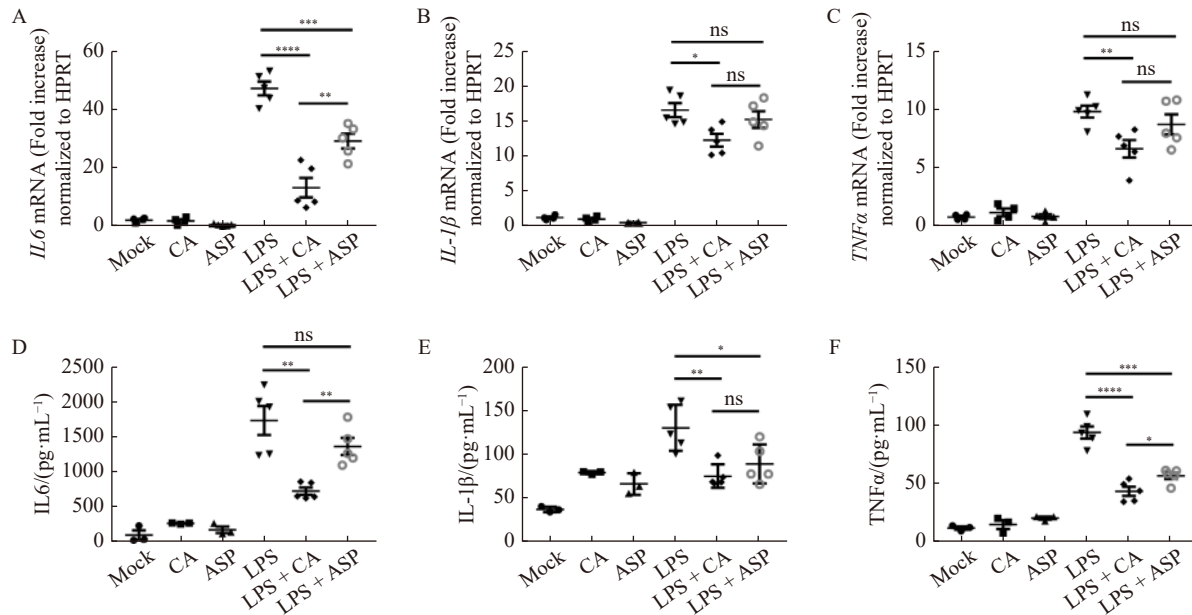 A
IL6 mRNA (Fold increase)
normalized to HPRT
60
40
20
0
***
****
**
Mock
CA
ASP
LPS
LPS + CA
LPS + ASP
B
IL-1β mRNA (Fold increase)
normalized to HPRT
25
20
15
10
5
0
ns
*
ns
Mock
CA
ASP
LPS
LPS + CA
LPS + ASP
C
TNFα mRNA (Fold increase)
normalized to HPRT
15
10
5
0
ns
**
ns
Mock
CA
ASP
LPS
LPS + CA
LPS + ASP
D
IL6/(pg·mL⁻¹)
2500
2000
1500
1000
500
0
ns
**
**
Mock
CA
ASP
LPS
LPS + CA
LPS + ASP
E
IL-1β/(pg·mL⁻¹)
200
150
100
50
0
*
**
ns
Mock
CA
ASP
LPS
LPS + CA
LPS + ASP
F
TNFα/(pg·mL⁻¹)
150
100
50
0
***
****
*
Mock
CA
ASP
LPS
LPS + CA
LPS + ASP